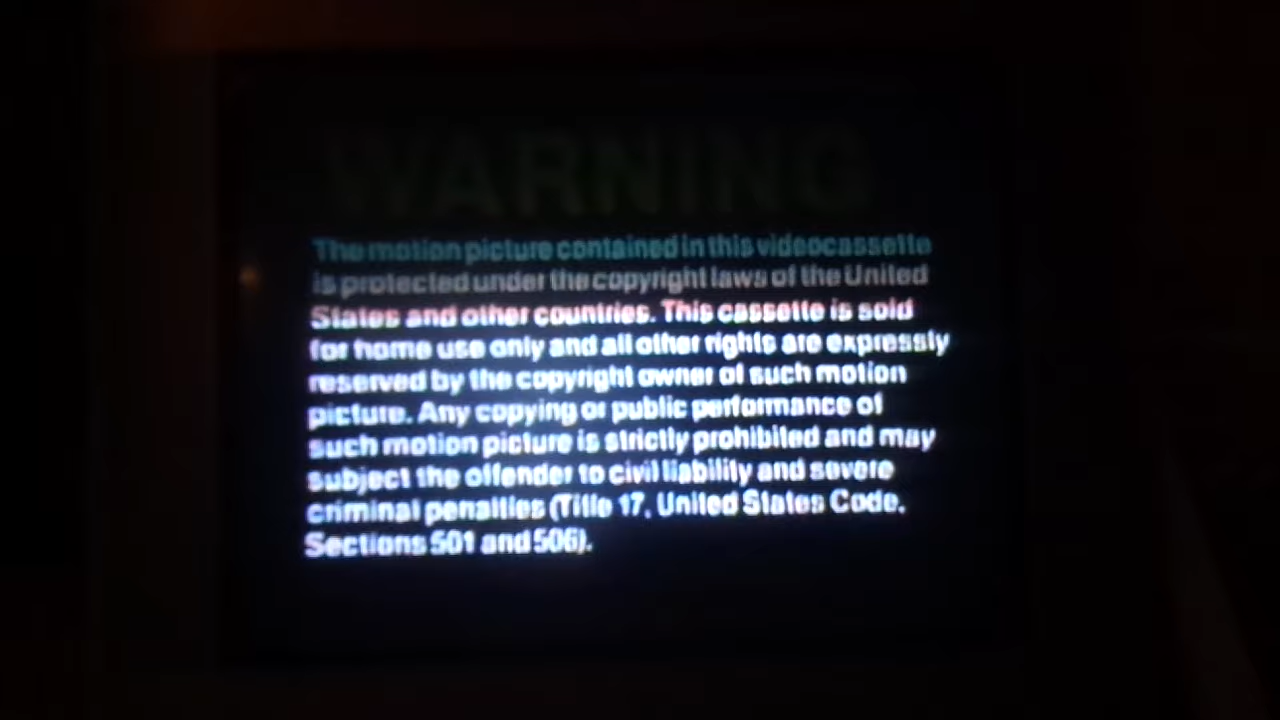 WARNING
The motion picture contained in this videocassette
is protected under the copyright laws of the United
States and other countries. This cassette is sold
for home use only and all other rights are expressly
reserved by the copyright owner of such motion
picture. Any copying or public performance of
such motion picture is strictly prohibited and may
subject the offender to civil liability and severe
criminal penalties (Title 17, United States Code,
Sections 501 and 506).